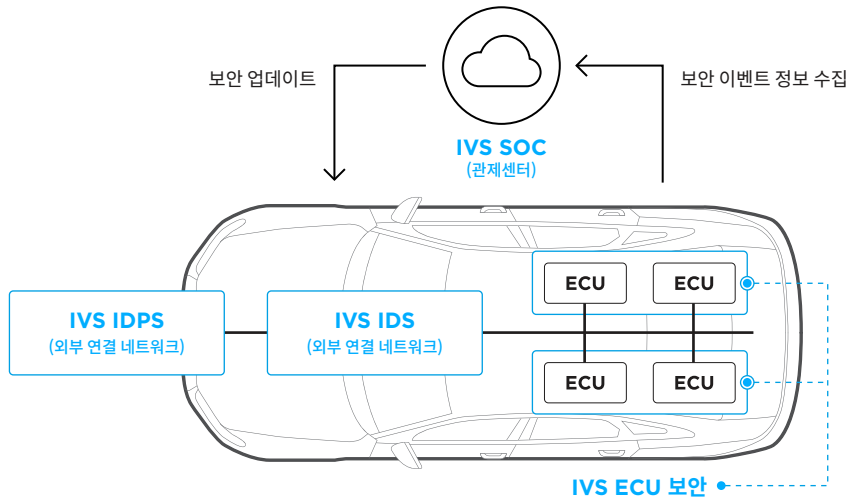 보안 업데이트
보안 이벤트 정보 수집
IVS SOC
(관제센터)
IVS IDPS
(외부 연결 네트워크)
IVS IDS
(외부 연결 네트워크)
ECU
ECU
ECU
ECU
IVS ECU 보안